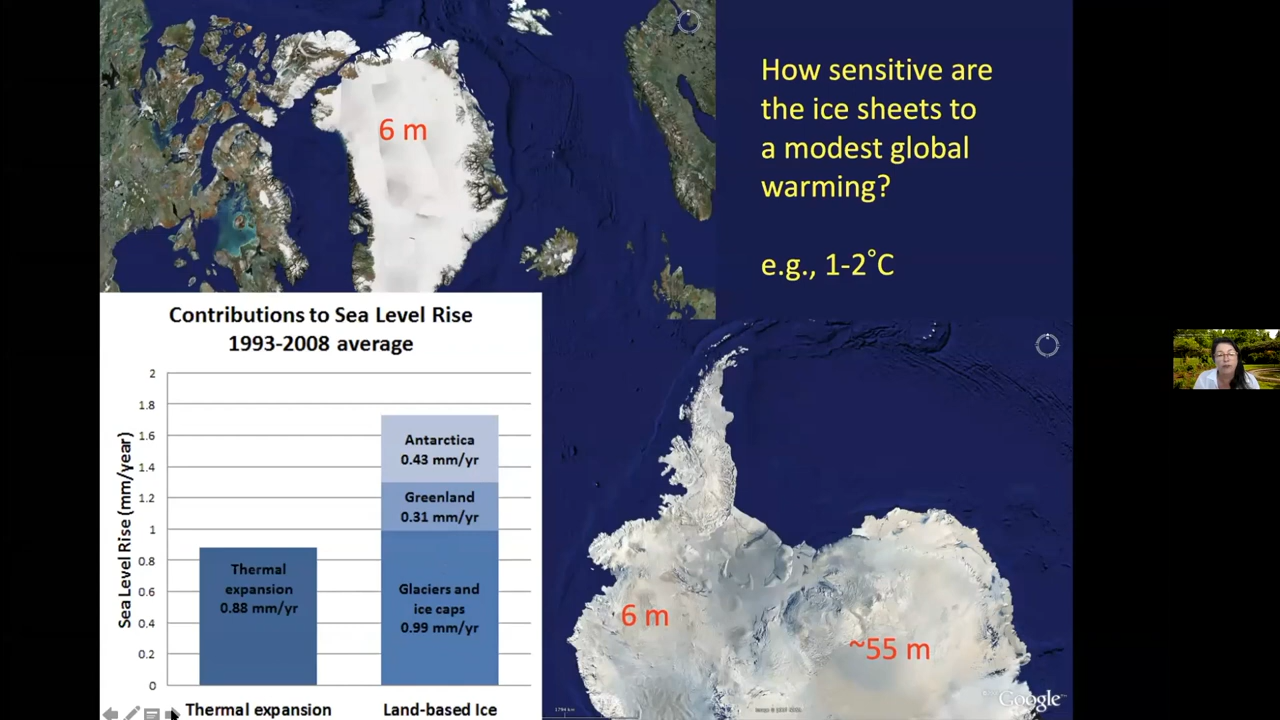 6 m
How sensitive are
the ice sheets to
a modest global
warming?
e.g., 1-2°C
Contributions to Sea Level Rise
1993-2008 average
Sea Level Rise (mm/year)
2
1.8
1.6
1.4
1.2
1
0.8
0.6
0.4
0.2
0
Thermal
expansion
0.88 mm/yr
Antarctica
0.43 mm/yr
Greenland
0.31 mm/yr
Glaciers and
ice caps
0.99 mm/yr
Thermal expansion
Land-based Ice
6 m
~55 m
Google